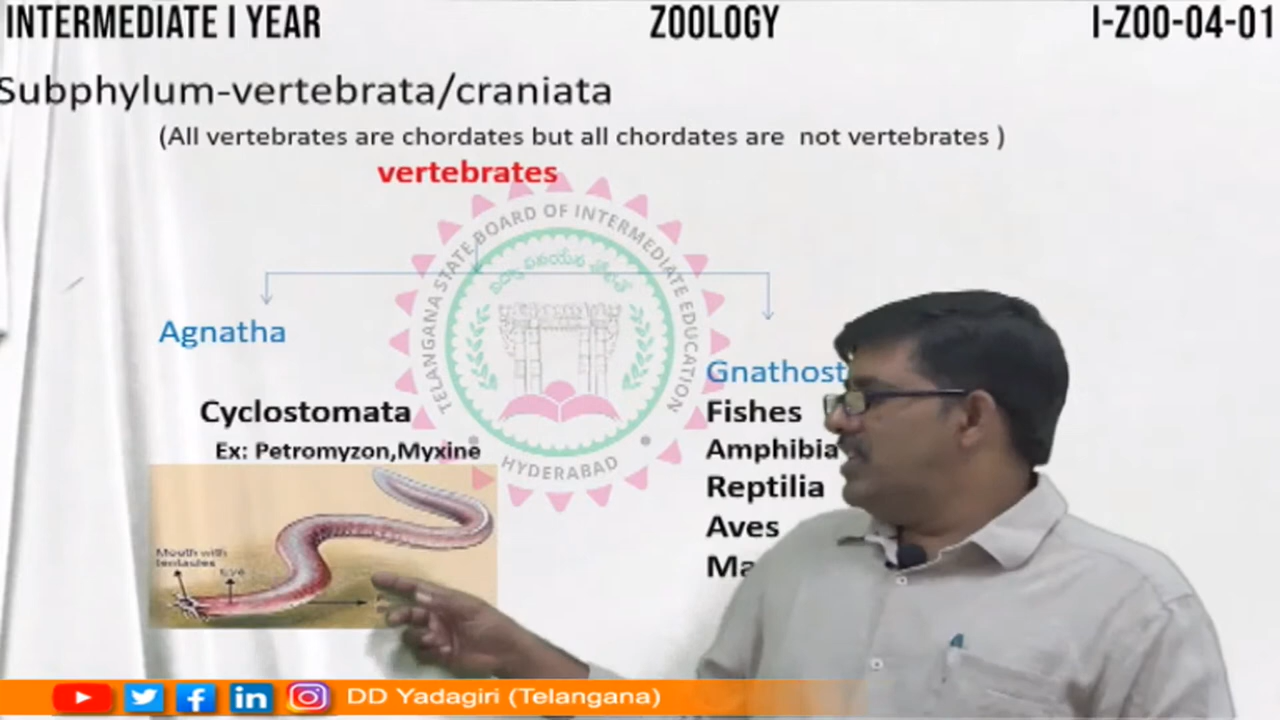 INTERMEDIATE I YEAR ZOOLOGY I-ZOO-04-01
Subphylum-vertebrata/craniata
(All vertebrates are chordates but all chordates are not vertebrates )
vertebrates
TELANGANA STATE BOARD OF INTERMEDIATE EDUCATION
HYDERABAD
Agnatha
Cyclostomata
Ex: Petromyzon,Myxine
Mouth with
tentacles
Eye
Gnathost
Fishes
Amphibia
Reptilia
Aves
Ma
DD Yadagiri (Telangana)